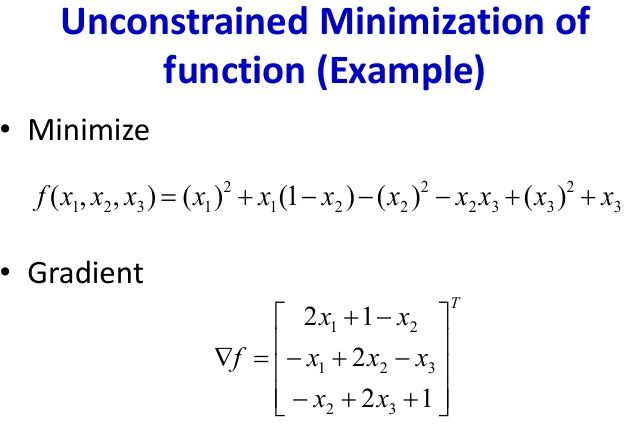 Unconstrained Minimization of
function (Example)
• Minimize
f(x₁, x₂, x₃) = (x₁)² + x₁(1 − x₂) − (x₂)² − x₂x₃ + (x₃)² + x₃
• Gradient
∇f = [ 2x₁ + 1 − x₂
− x₁ + 2x₂ − x₃
− x₂ + 2x₃ + 1 ]ᵀ